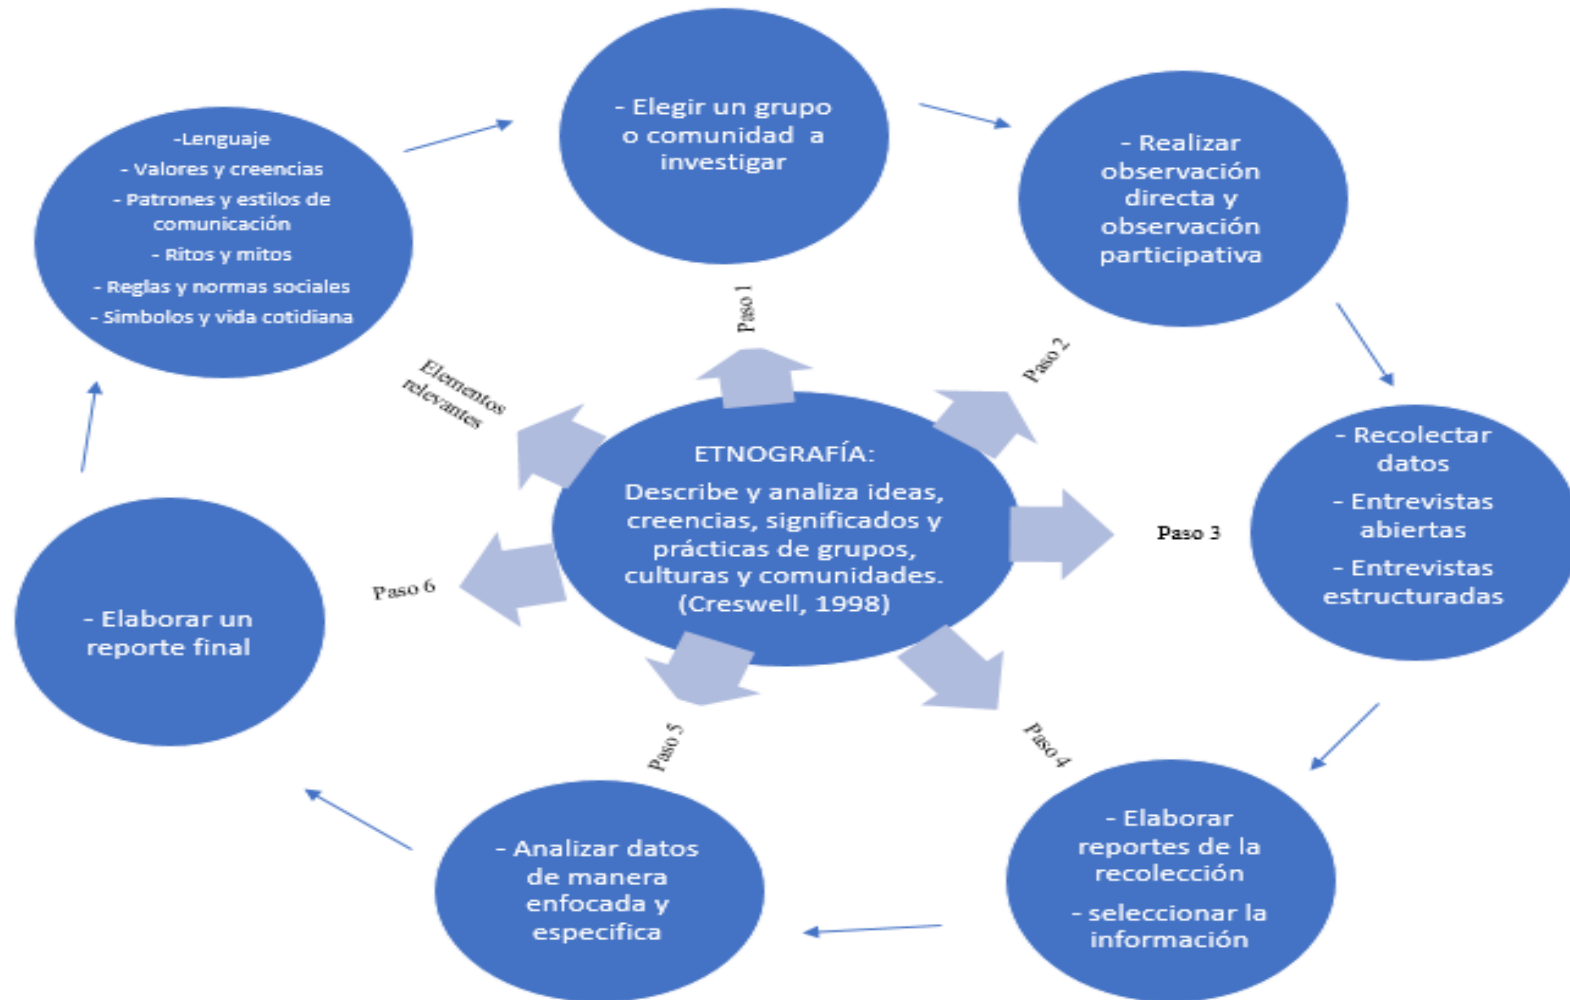 - Elegir un grupo
o comunidad a
investigar
Paso 1
- Realizar
observación
directa y
observación
participativa
Paso 2
- Recolectar
datos
- Entrevistas
abiertas
- Entrevistas
estructuradas
Paso 3
- Elaborar
reportes de la
recolección
- seleccionar la
información
Paso 4
- Analizar datos
de manera
enfocada y
especifica
Paso 5
- Elaborar un
reporte final
Paso 6
-Lenguaje
- Valores y creencias
- Patrones y estilos de
comunicación
- Ritos y mitos
- Reglas y normas sociales
- Simbolos y vida cotidiana
Elementos
relevantes
ETNOGRAFÍA:
Describe y analiza ideas,
creencias, significados y
prácticas de grupos,
culturas y comunidades.
(Creswell, 1998)